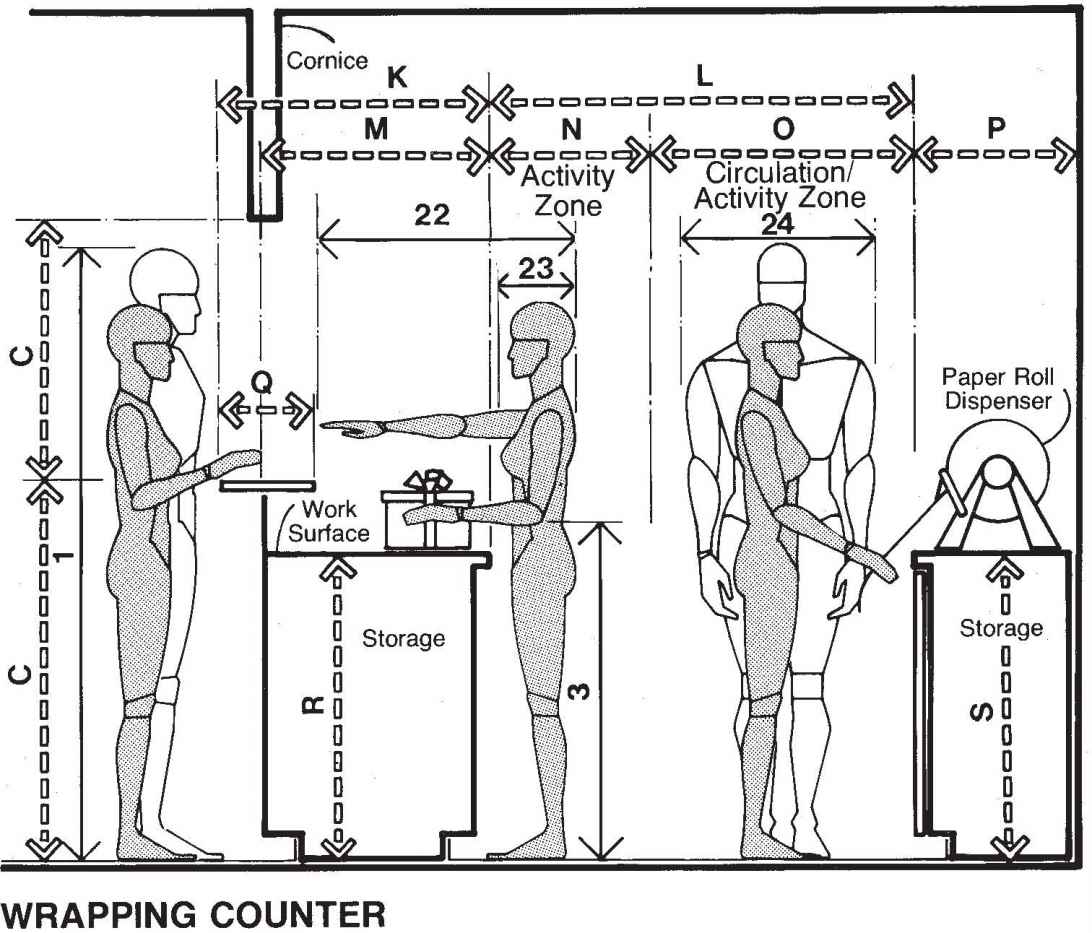 Cornice
K
L
M
N
O
P
Activity
Zone
Circulation/
Activity Zone
22
24
23
C
Q
Paper Roll
Dispenser
1
Work
Surface
C
Storage
R
3
Storage
S
WRAPPING COUNTER